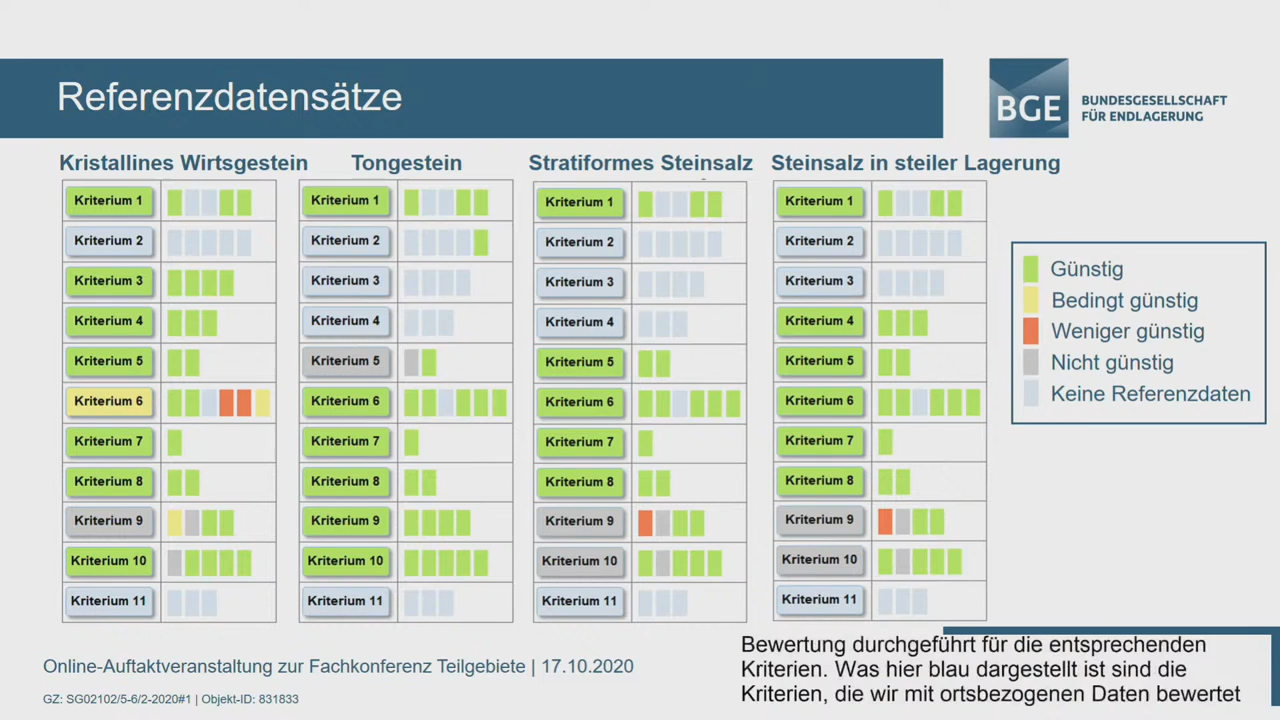 Referenzdatensätze
BGE
BUNDESGESELLSCHAFT
FÜR ENDLAGERUNG
Kristallines Wirtsgestein
Kriterium 1
Kriterium 2
Kriterium 3
Kriterium 4
Kriterium 5
Kriterium 6
Kriterium 7
Kriterium 8
Kriterium 9
Kriterium 10
Kriterium 11
Tongestein
Kriterium 1
Kriterium 2
Kriterium 3
Kriterium 4
Kriterium 5
Kriterium 6
Kriterium 7
Kriterium 8
Kriterium 9
Kriterium 10
Kriterium 11
Stratiformes Steinsalz
Kriterium 1
Kriterium 2
Kriterium 3
Kriterium 4
Kriterium 5
Kriterium 6
Kriterium 7
Kriterium 8
Kriterium 9
Kriterium 10
Kriterium 11
Steinsalz in steiler Lagerung
Kriterium 1
Kriterium 2
Kriterium 3
Kriterium 4
Kriterium 5
Kriterium 6
Kriterium 7
Kriterium 8
Kriterium 9
Kriterium 10
Kriterium 11
Günstig
Bedingt günstig
Weniger günstig
Nicht günstig
Keine Referenzdaten
Online-Auftaktveranstaltung zur Fachkonferenz Teilgebiete | 17.10.2020
GZ: SG02102/5-6/2-2020#1 | Objekt-ID: 831833
Bewertung durchgeführt für die entsprechenden
Kriterien. Was hier blau dargestellt ist sind die
Kriterien, die wir mit ortsbezogenen Daten bewertet